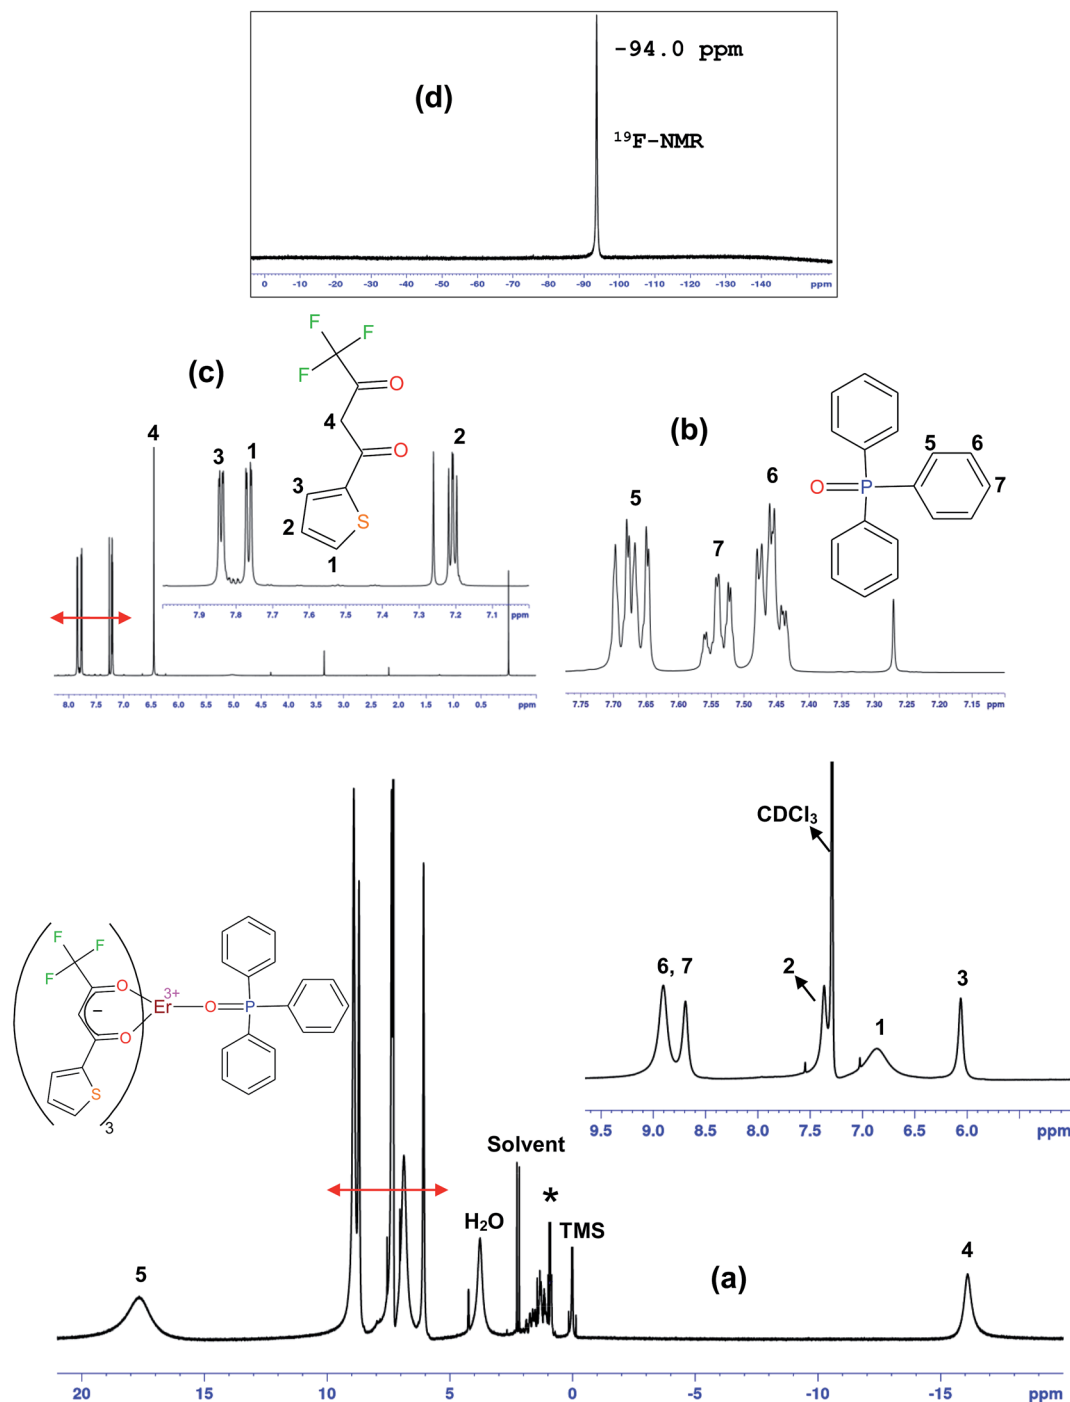 -94.0 ppm
(d)
¹⁹F-NMR
0 -10 -20 -30 -40 -50 -60 -70 -80 -90 -100 -110 -120 -130 -140 ppm
F
F
F
(c)
O
4
4
3
1
O
2
3
S
2
1
7.9 7.8 7.7 7.6 7.5 7.4 7.3 7.2 ppm
8.0 7.5 7.0 6.5 6.0 5.5 5.0 4.5 4.0 3.5 3.0 2.5 2.0 1.5 1.0 0.5 ppm
(b)
5
6
7
O
P
5
7
6
7.75 7.70 7.65 7.60 7.55 7.50 7.45 7.40 7.35 7.30 7.25 7.20 7.15 ppm
CDCl₃
6, 7
2
1
3
9.5 9.0 8.5 8.0 7.5 7.0 6.5 6.0 ppm
F
F
F
O
−
O
Er
3+
O
P
S
3
Solvent
*
H₂O
TMS
5
4
(a)
20 15 10 5 0 -5 -10 -15 ppm